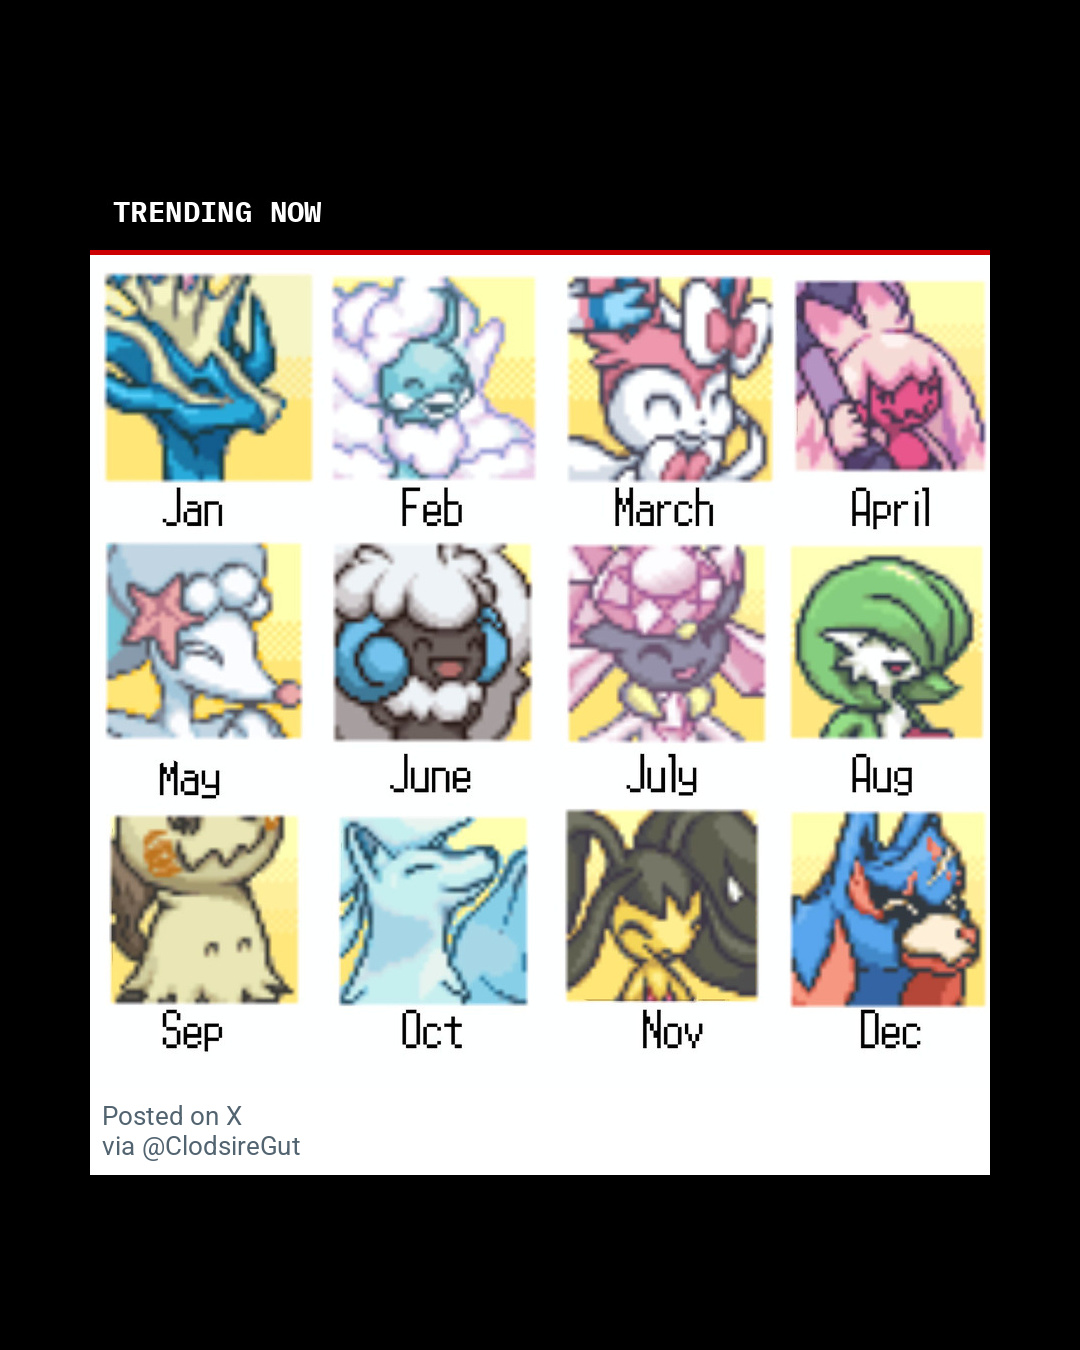 TRENDING NOW
Jan Feb March April
May June July Aug
Sep Oct Nov Dec
Posted on X
via @ClodsireGut